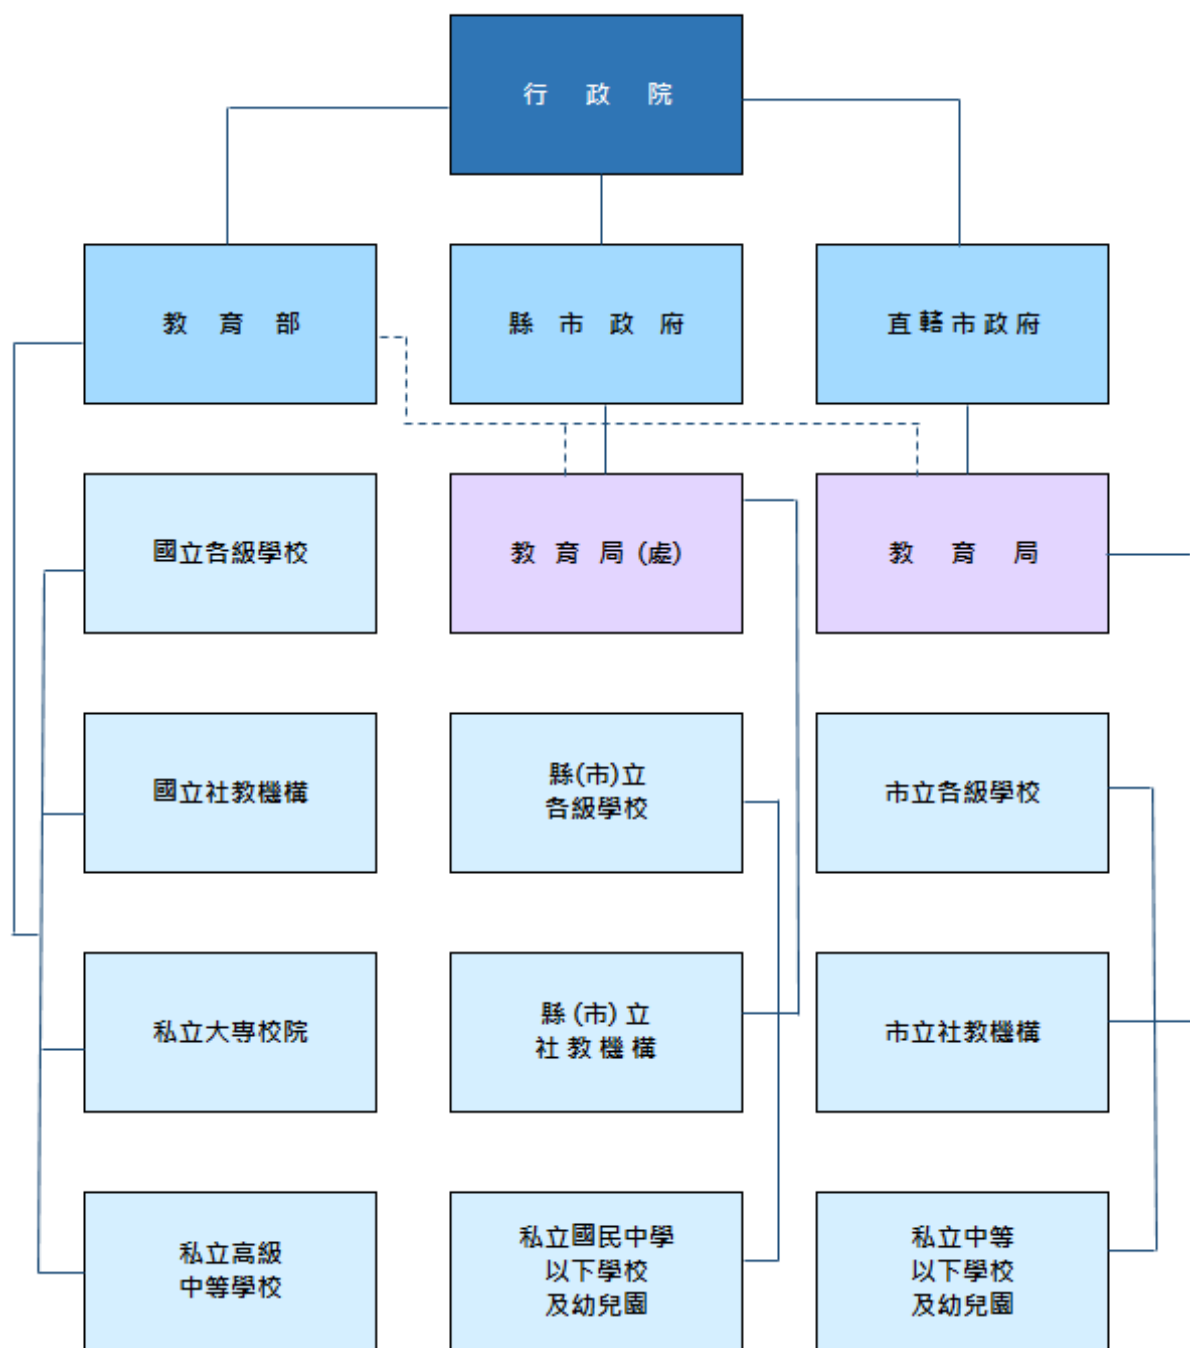 行政院
教育部
縣市政府
直轄市政府
國立各級學校
教育局(處)
教育局
國立社教機構
縣(市)立
各級學校
市立各級學校
私立大專校院
縣(市)立
社教機構
市立社教機構
私立高級
中等學校
私立國民中學
以下學校
及幼兒園
私立中等
以下學校
及幼兒園